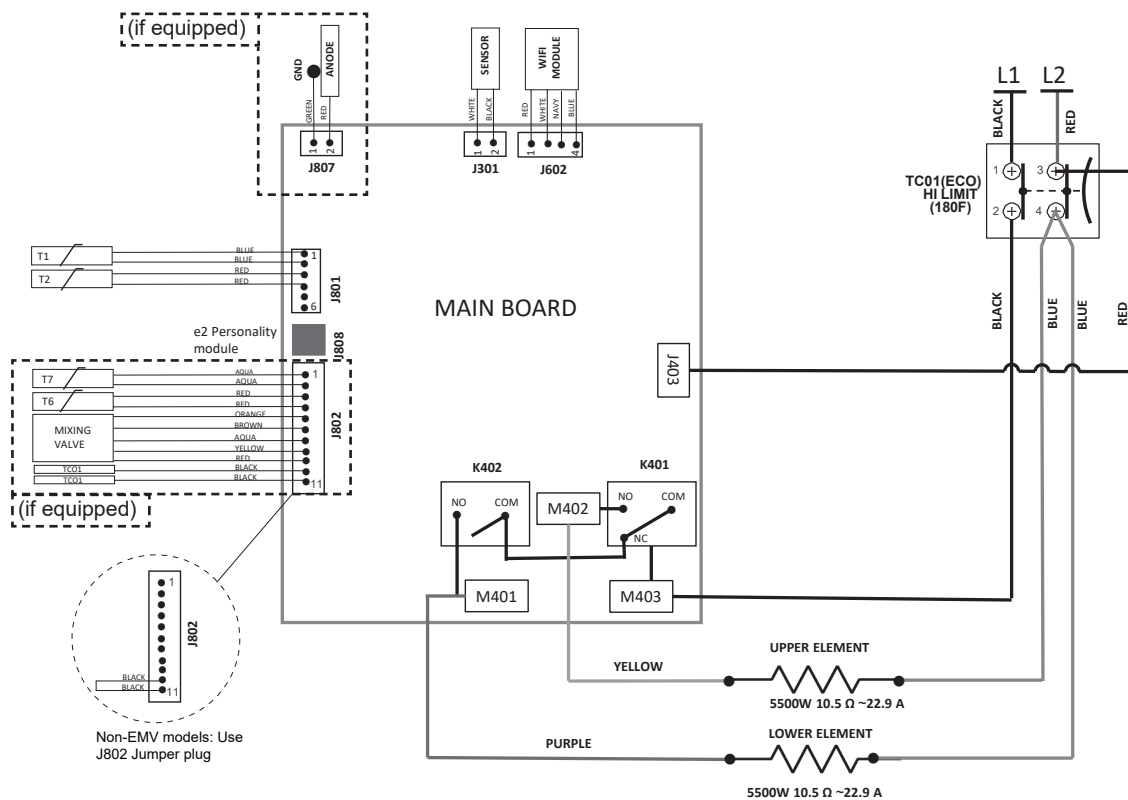 (if equipped)
GND
ANODE
GREEN
RED
1
2
J807
SENSOR
WHITE
BLACK
1
2
J301
WIFI
MODULE
RED
WHITE
NAVY
BLUE
1
4
J602
L1
L2
BLACK
RED
TC01(ECO)
HI LIMIT
(180F)
1
3
2
4
BLACK
BLUE
BLUE
RED
T1
T2
BLUE
BLUE
RED
RED
1
6
J801
MAIN BOARD
e2 Personality
module
J808
J403
T7
T6
MIXING
VALVE
TCO1
TCO1
AQUA
AQUA
RED
RED
ORANGE
BROWN
AQUA
YELLOW
RED
BLACK
BLACK
1
11
J802
(if equipped)
K402
NO
COM
K401
NO
COM
NC
M402
M401
M403
1
11
J802
BLACK
BLACK
Non-EMV models: Use
J802 Jumper plug
YELLOW
UPPER ELEMENT
5500W 10.5 Ω ~22.9 A
PURPLE
LOWER ELEMENT
5500W 10.5 Ω ~22.9 A